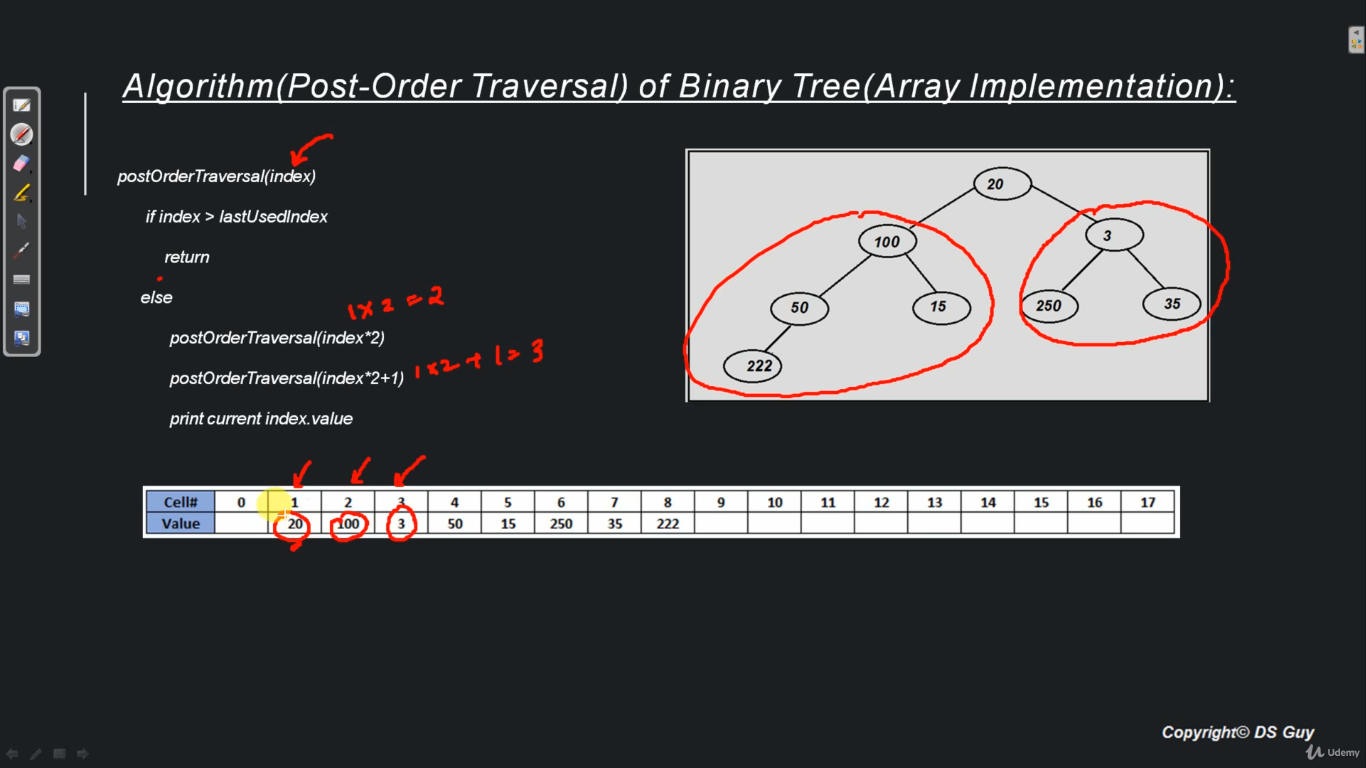 Algorithm(Post-Order Traversal) of Binary Tree(Array Implementation):
postOrderTraversal(index)
if index > lastUsedIndex
return
else
1 x 2 = 2
postOrderTraversal(index*2)
postOrderTraversal(index*2+1)
1 x 2 + 1 = 3
print current index.value
20
100
3
50
15
250
35
222
Cell# 0 1 2 3 4 5 6 7 8 9 10 11 12 13 14 15 16 17
Value 20 100 3 50 15 250 35 222
Copyright© DS Guy
Udemy